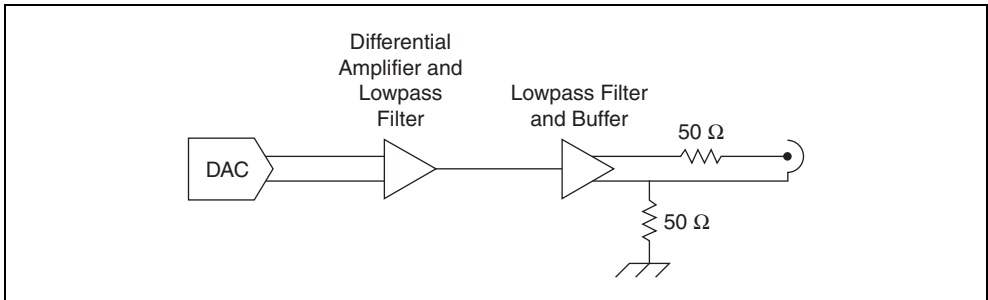 Differential
Amplifier and
Lowpass
Filter
Lowpass Filter
and Buffer
50 Ω
DAC
50 Ω